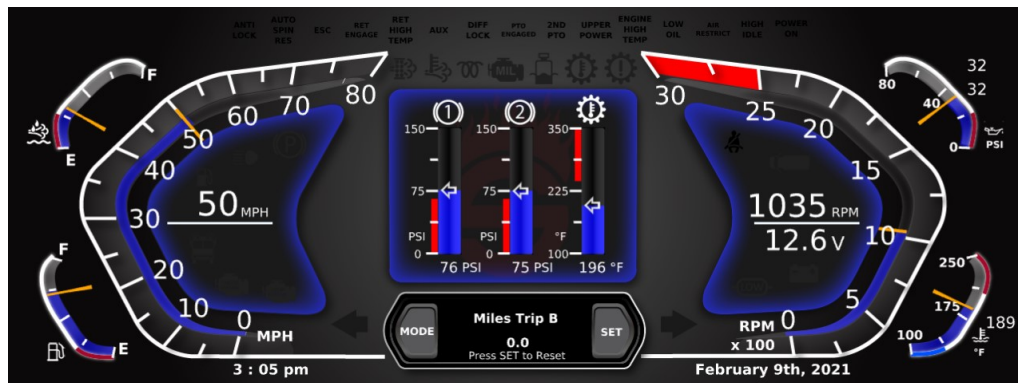 ANTI LOCK
AUTO SPIN RES
ESC
RET ENGAGE
RET HIGH TEMP
AUX
DIFF LOCK
PTO ENGAGED
2ND PTO
UPPER POWER
ENGINE HIGH TEMP
LOW OIL
AIR RESTRICT
HIGH IDLE
POWER ON
MIL
F
E
F
E
0
10
20
30
40
50
60
70
80
50 MPH
MPH
3 : 05 pm
1
150
75
PSI
0
76 PSI
2
150
75
PSI
0
75 PSI
350
225
°F
100
196 °F
MODE
Miles Trip B
0.0
Press SET to Reset
SET
30
25
20
15
10
5
0
1035 RPM
12.6 V
RPM
x 100
February 9th, 2021
80
40
0
32
32
PSI
250
175
100
189
°F